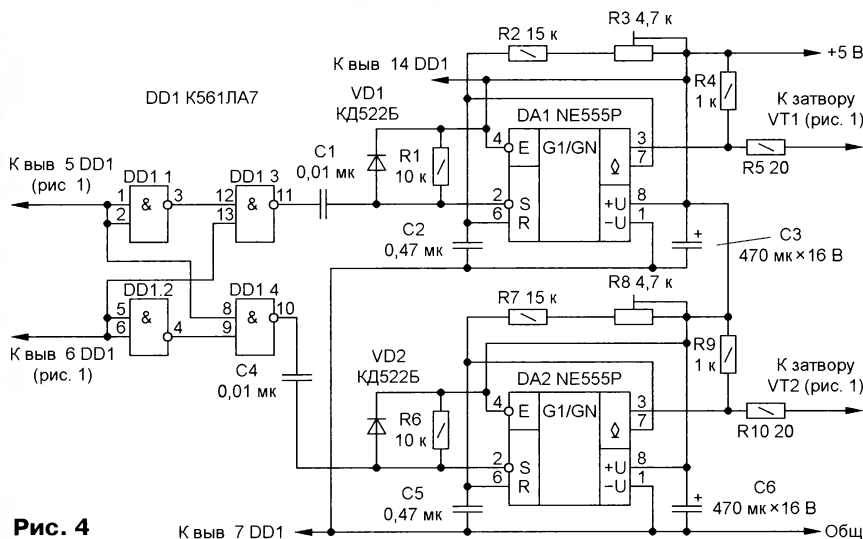 R2 15 к
R3 4,7 к
К выв 14 DD1
+5 В
DD1 К561ЛА7
VD1
КД522Б
DA1 NE555P
R4
1 к
К затвору
VT1 (рис. 1)
4
E
G1/GN
3
7
R5 20
К выв 5 DD1
(рис 1)
DD1 1
1
2
&
3
DD1 3
12
13
&
11
C1
0,01 мк
R1
10 к
2
S
6
R
+U
8
-U
1
C2
0,47 мк
C3
470 мк×16 В
DD1.2
5
6
&
4
DD1 4
8
9
&
10
К выв 6 DD1
(рис. 1)
C4
0,01 мк
R7 15 к
R8 4,7 к
VD2
КД522Б
DA2 NE555P
R9
1 к
К затвору
VT2 (рис. 1)
R6
10 к
4
E
G1/GN
3
7
R10 20
2
S
6
R
+U
8
-U
1
C5
0,47 мк
C6
470 мк×16 В
Рис. 4
К выв 7 DD1
Общ